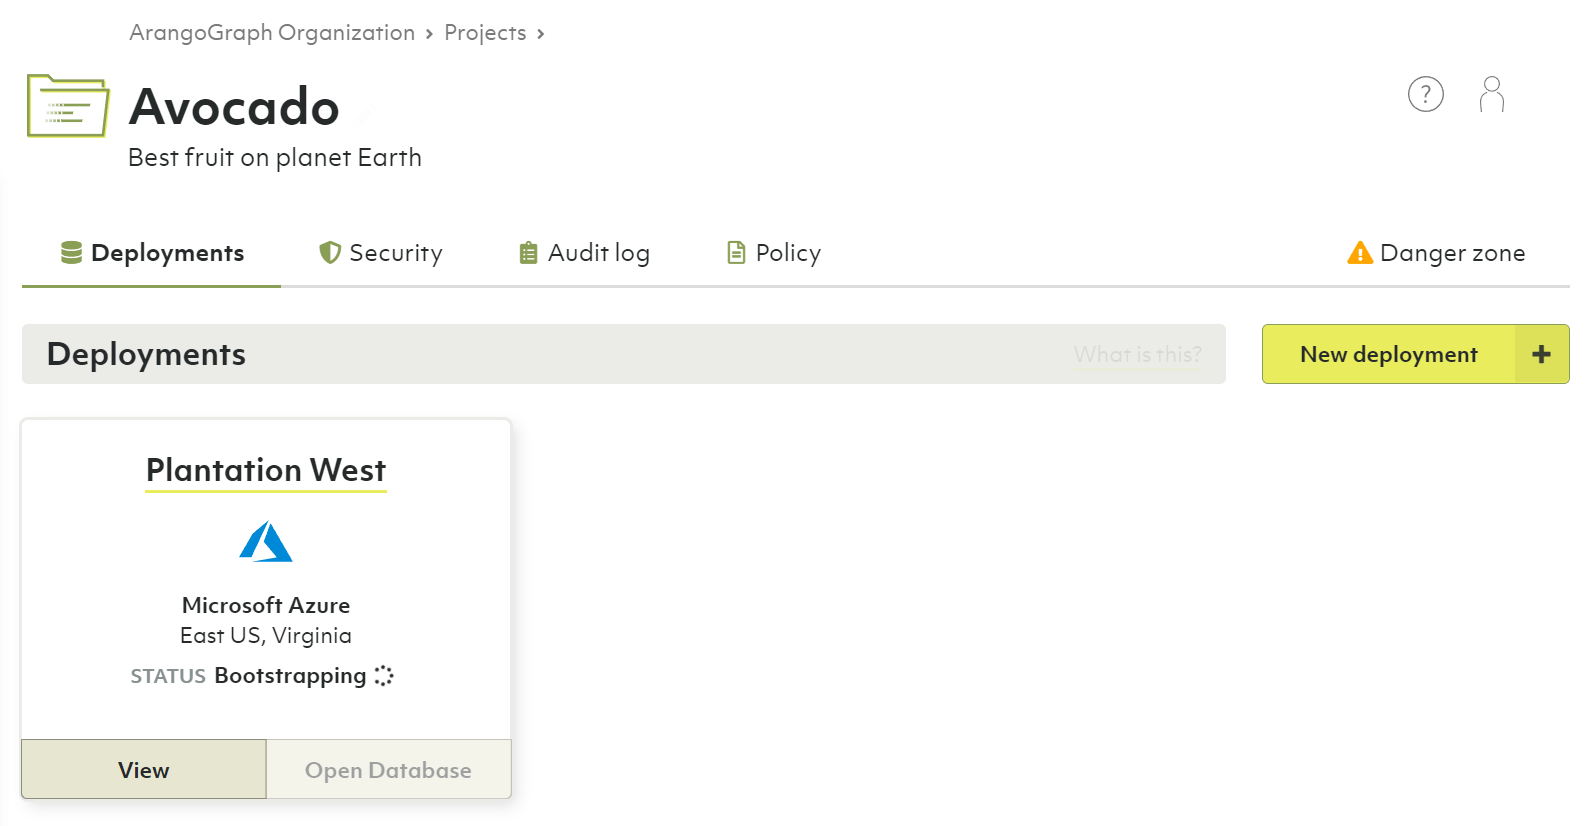 ArangoGraph Organization › Projects ›
Avocado
Best fruit on planet Earth
?
Deployments Security Audit log Policy Danger zone
Deployments What is this? New deployment +
Plantation West
Microsoft Azure
East US, Virginia
STATUS Bootstrapping
View Open Database